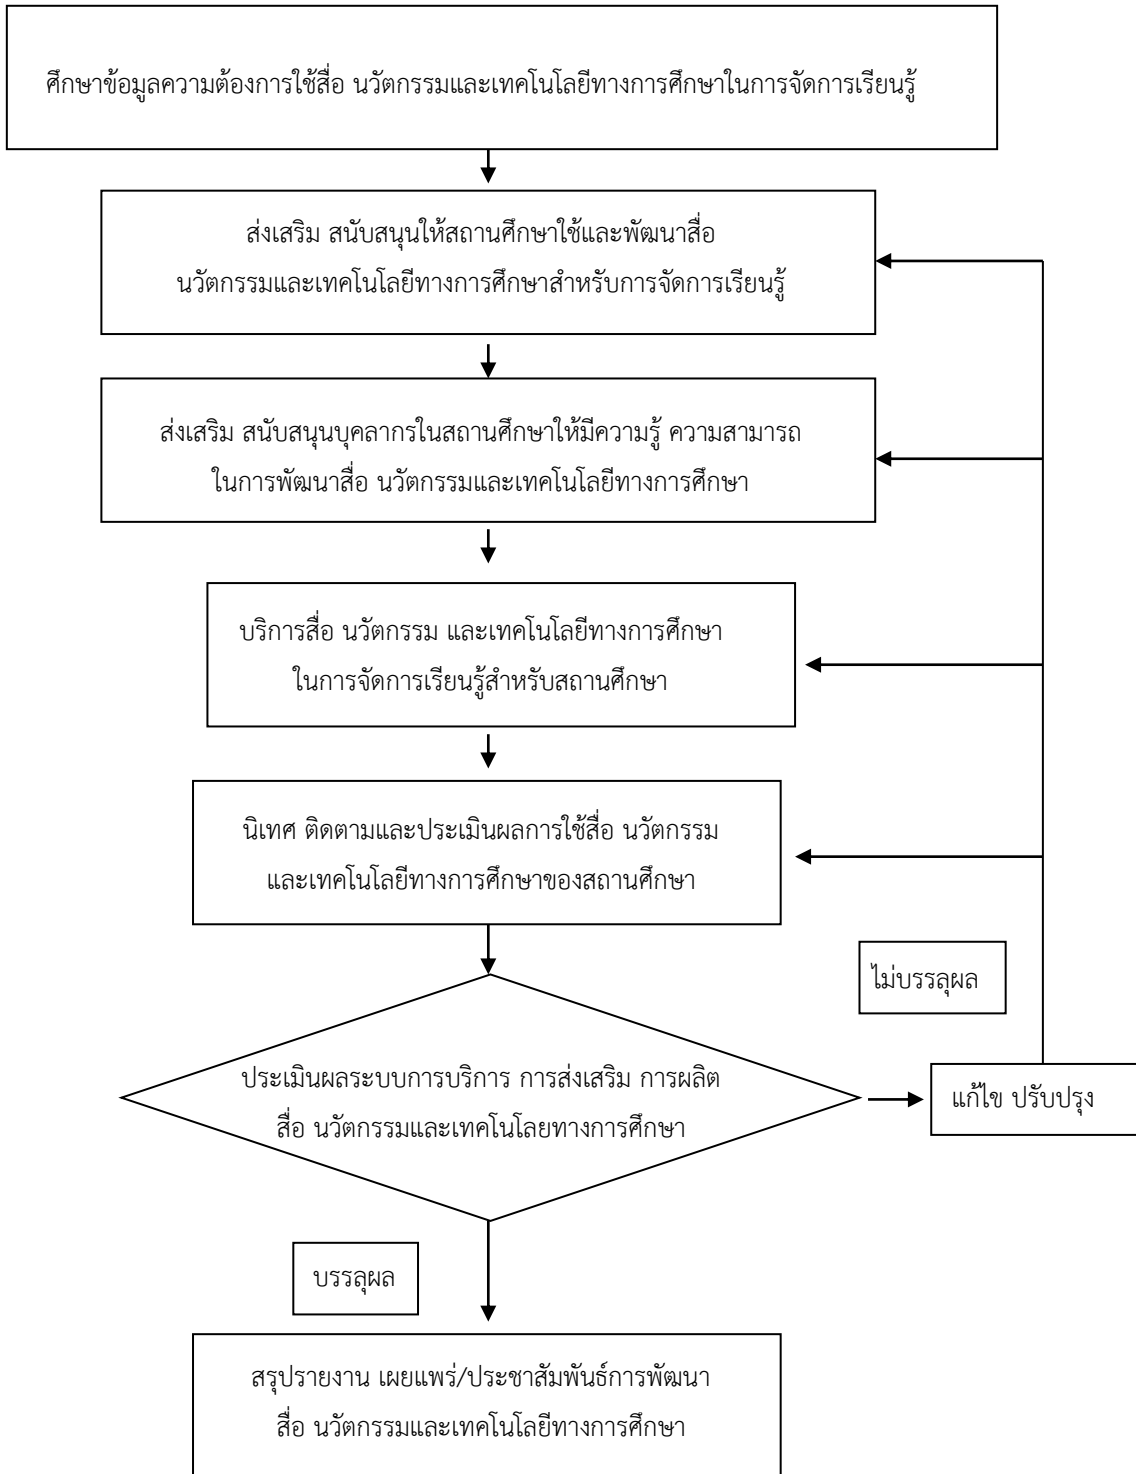 ศึกษาข้อมูลความต้องการใช้สื่อ นวัตกรรมและเทคโนโลยีทางการศึกษาในการจัดการเรียนรู้
ส่งเสริม สนับสนุนให้สถานศึกษาใช้และพัฒนาสื่อ
นวัตกรรมและเทคโนโลยีทางการศึกษาสำหรับการจัดการเรียนรู้
ส่งเสริม สนับสนุนบุคลากรในสถานศึกษาให้มีความรู้ ความสามารถ
ในการพัฒนาสื่อ นวัตกรรมและเทคโนโลยีทางการศึกษา
บริการสื่อ นวัตกรรม และเทคโนโลยีทางการศึกษา
ในการจัดการเรียนรู้สำหรับสถานศึกษา
นิเทศ ติดตามและประเมินผลการใช้สื่อ นวัตกรรม
และเทคโนโลยีทางการศึกษาของสถานศึกษา
ไม่บรรลุผล
ประเมินผลระบบการบริการ การส่งเสริม การผลิต
สื่อ นวัตกรรมและเทคโนโลยทางการศึกษา
แก้ไข ปรับปรุง
บรรลุผล
สรุปรายงาน เผยแพร่/ประชาสัมพันธ์การพัฒนา
สื่อ นวัตกรรมและเทคโนโลยีทางการศึกษา